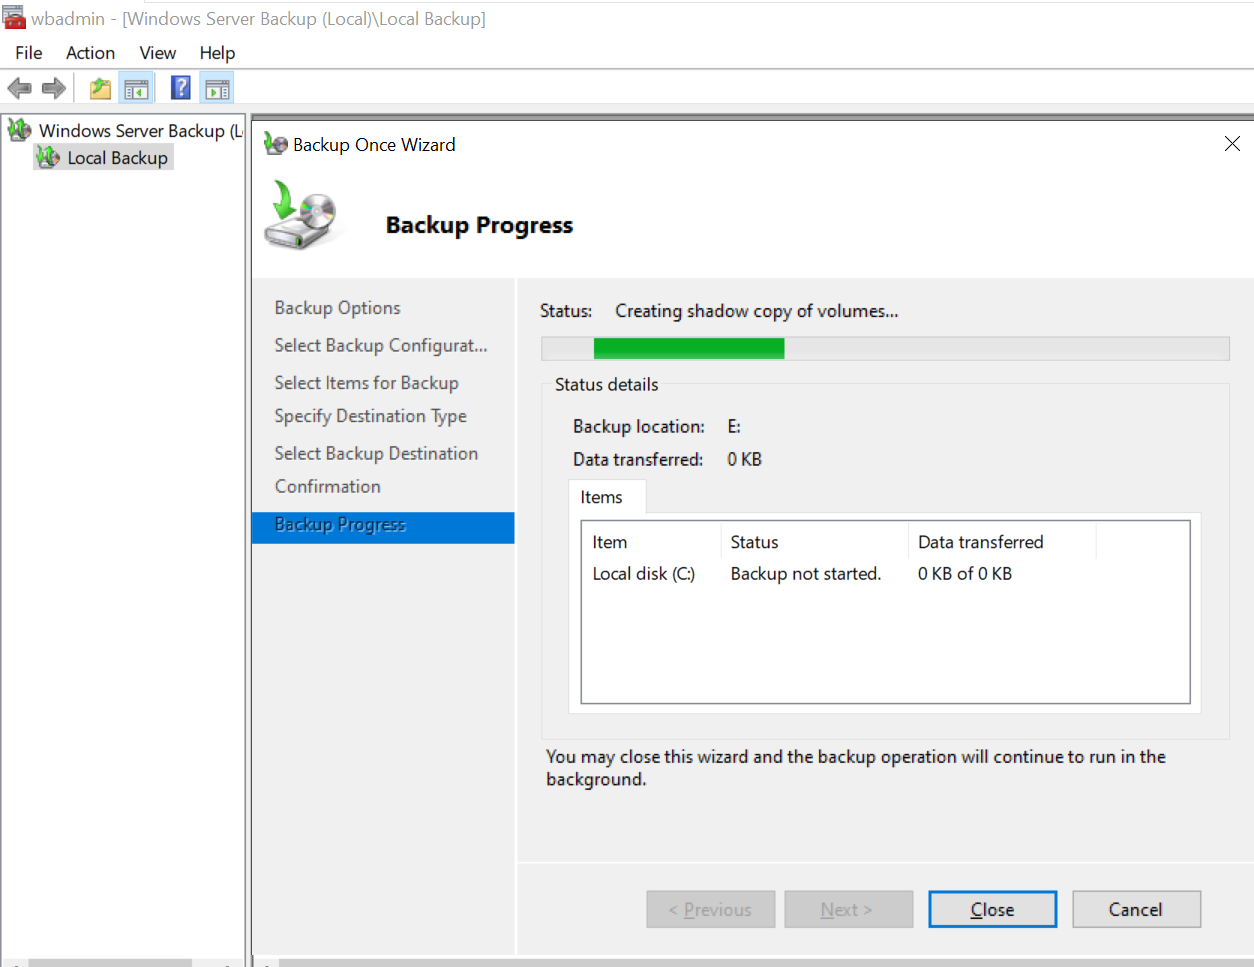 wbadmin - [Windows Server Backup (Local)\Local Backup]
File Action View Help
Windows Server Backup (L
Local Backup
Backup Once Wizard
Backup Progress
Backup Options
Select Backup Configurat...
Select Items for Backup
Specify Destination Type
Select Backup Destination
Confirmation
Backup Progress
Status: Creating shadow copy of volumes...
Status details
Backup location: E:
Data transferred: 0 KB
Items
Item Status Data transferred
Local disk (C:) Backup not started. 0 KB of 0 KB
You may close this wizard and the backup operation will continue to run in the
background.
< Previous Next > Close Cancel